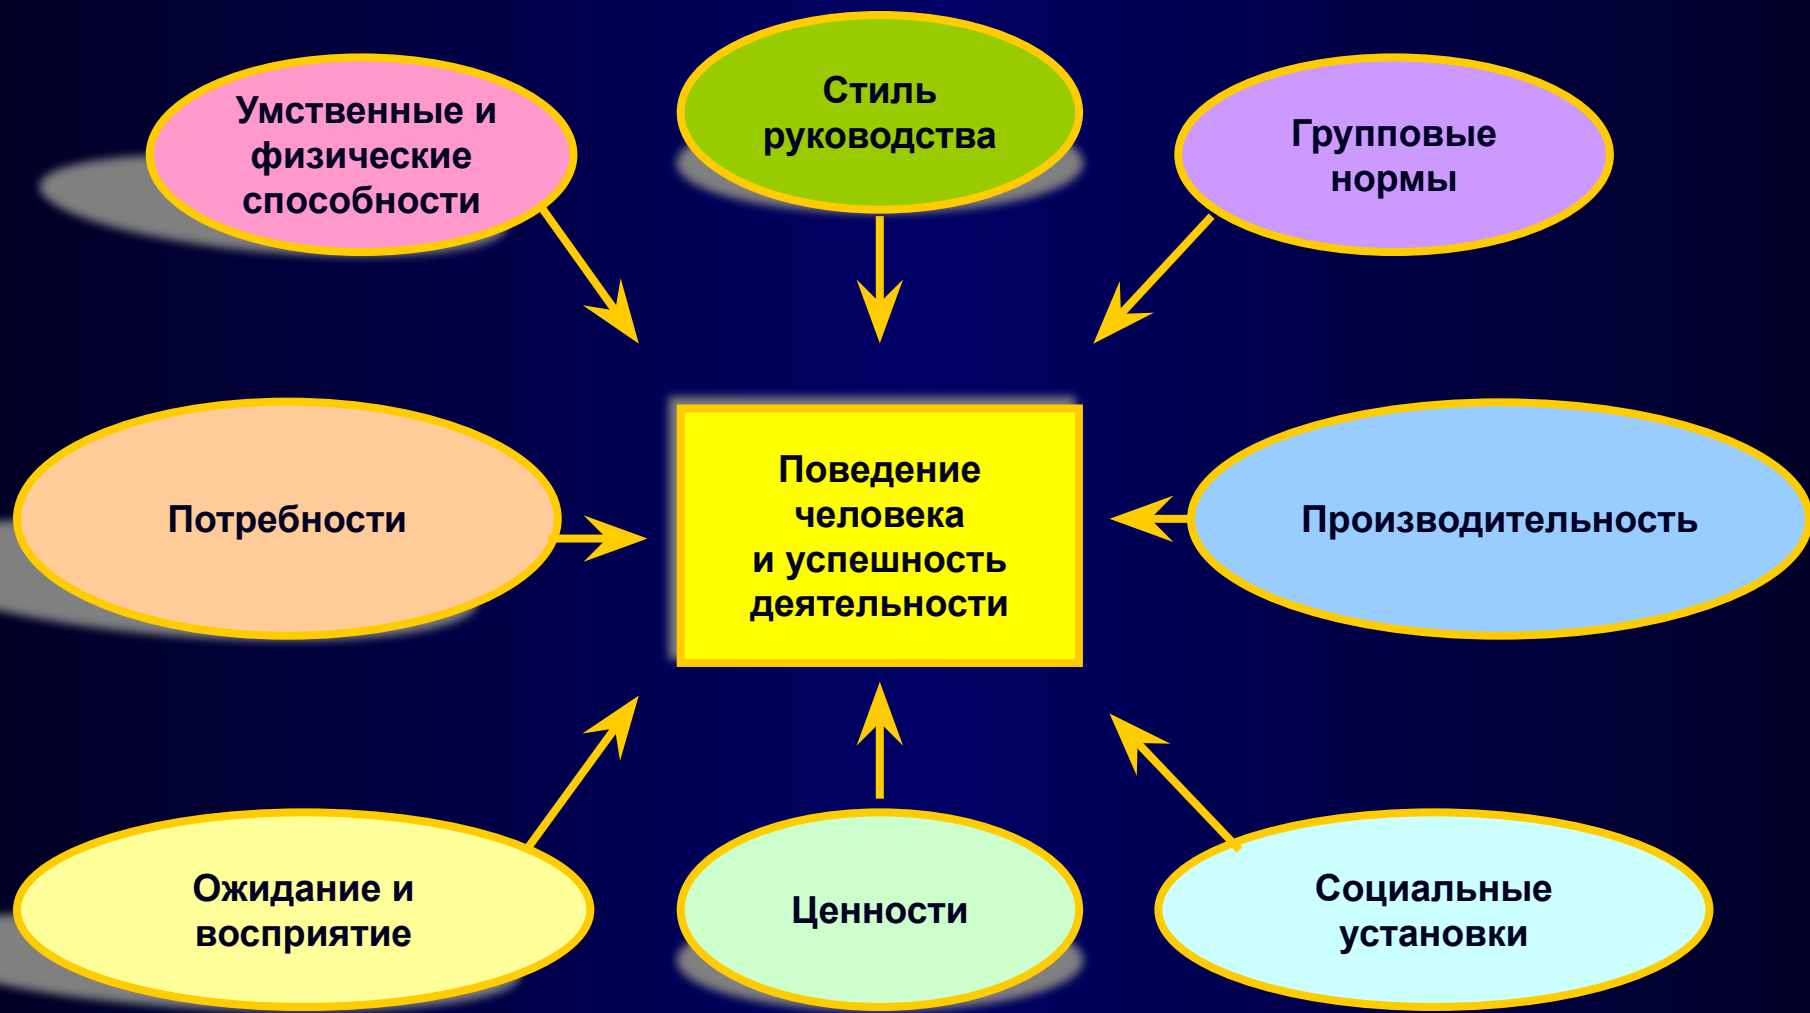 Умственные и
физические
способности
Стиль
руководства
Групповые
нормы
Потребности
Поведение
человека
и успешность
деятельности
Производительность
Ожидание и
восприятие
Ценности
Социальные
установки